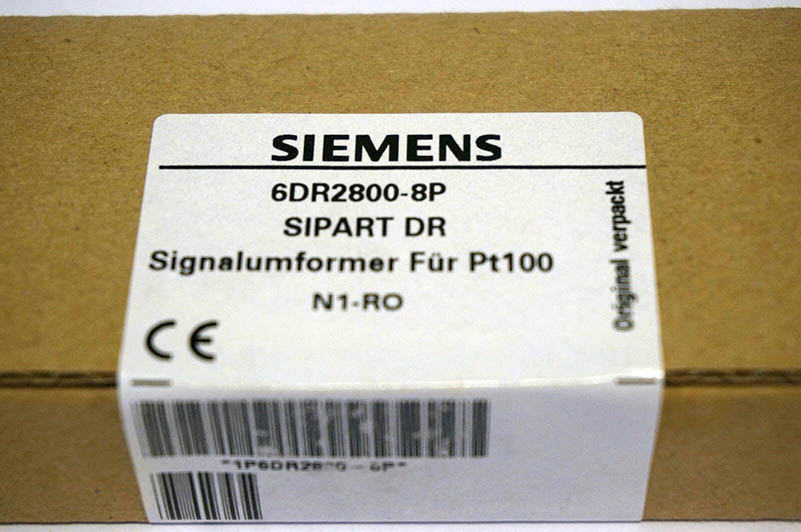 SIEMENS
6DR2800-8P
SIPART DR
Signalumformer Für Pt100
N1-RO
Original verpackt
CE